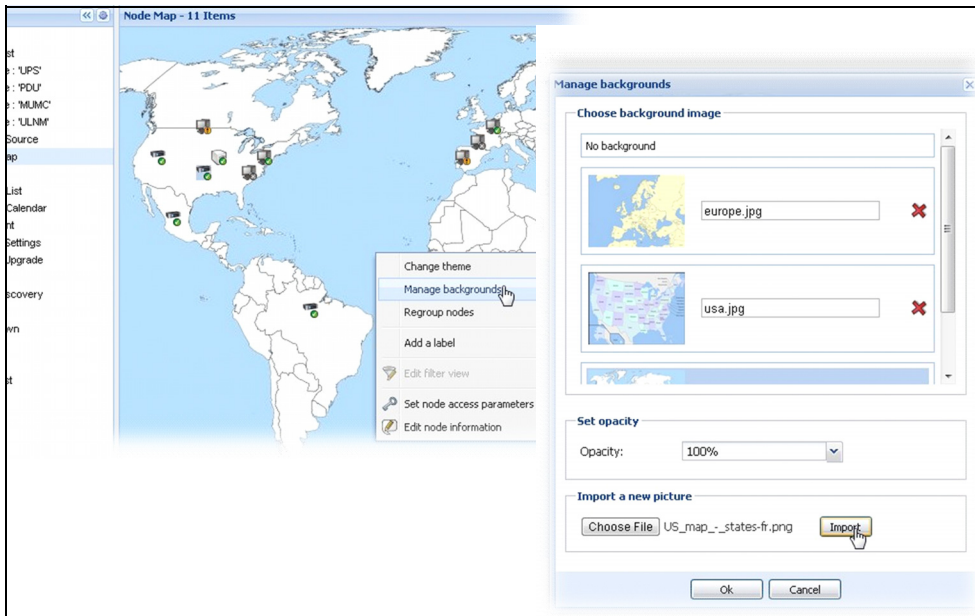 Node Map - 11 Items
st
e : 'UPS'
e : 'PDU'
e : 'MUMC'
e : 'ULNM'
Source
ap
List
Calendar
nt
Settings
Upgrade
scovery
wn
st
Change theme
Manage backgrounds
Regroup nodes
Add a label
Edit filter view
Set node access parameters
Edit node information
Manage backgrounds
Choose background image
No background
europe.jpg
usa.jpg
Set opacity
Opacity: 100%
Import a new picture
Choose File US_map_-_states-fr.png Import
Ok Cancel